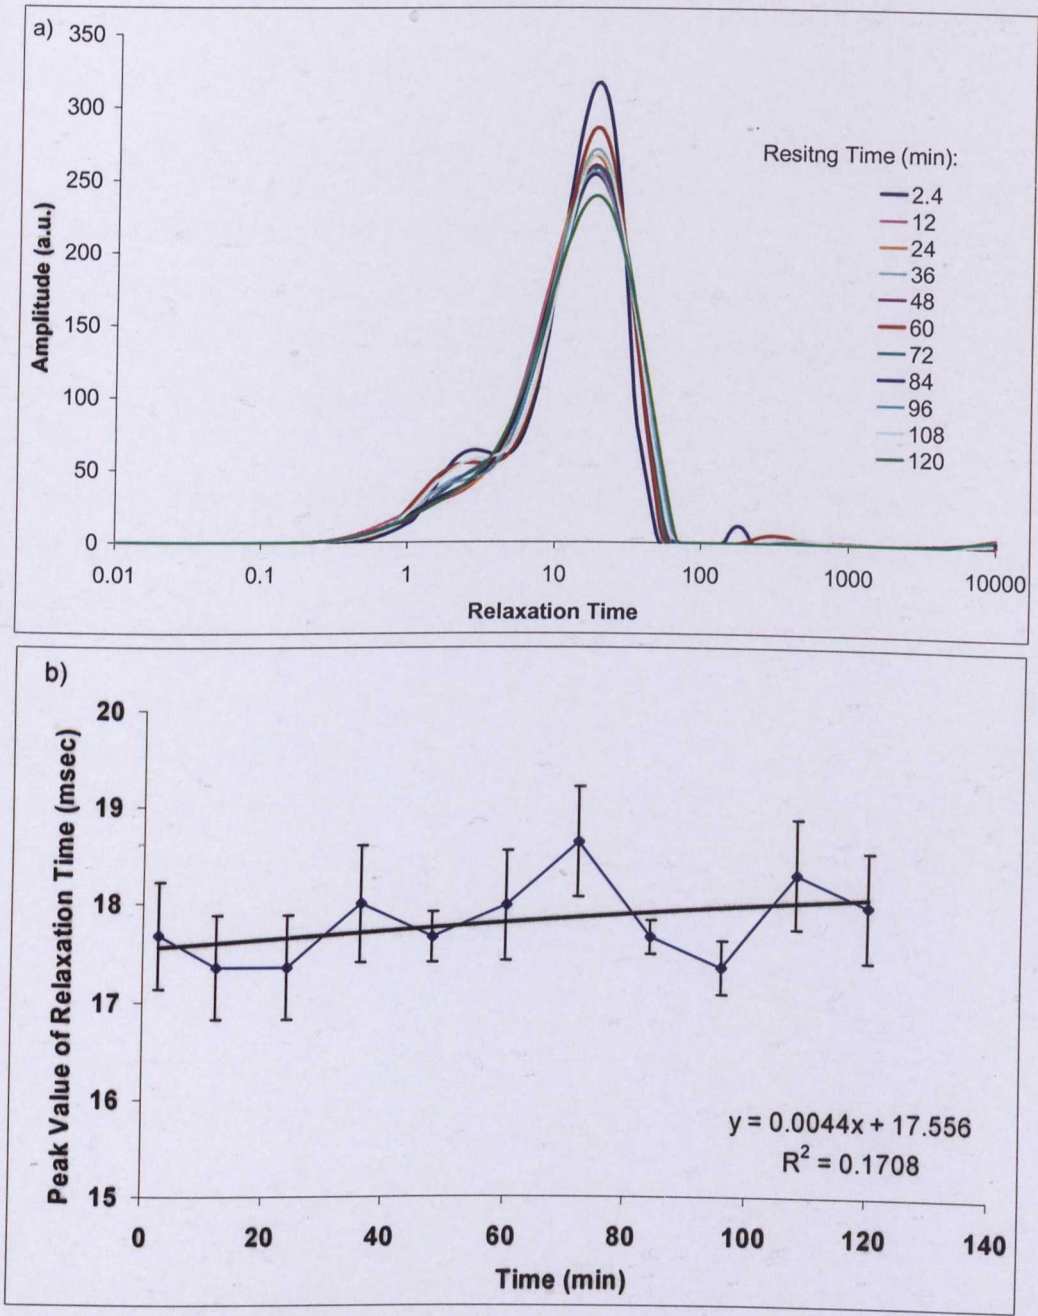 a)
350
300
250
200
150
100
50
0
Amplitude (a.u.)
0.01 0.1 1 10 100 1000 10000
Relaxation Time
Resitng Time (min):
2.4
12
24
36
48
60
72
84
96
108
120
b)
20
19
18
17
16
15
Peak Value of Relaxation Time (msec)
y = 0.0044x + 17.556
R² = 0.1708
0 20 40 60 80 100 120 140
Time (min)